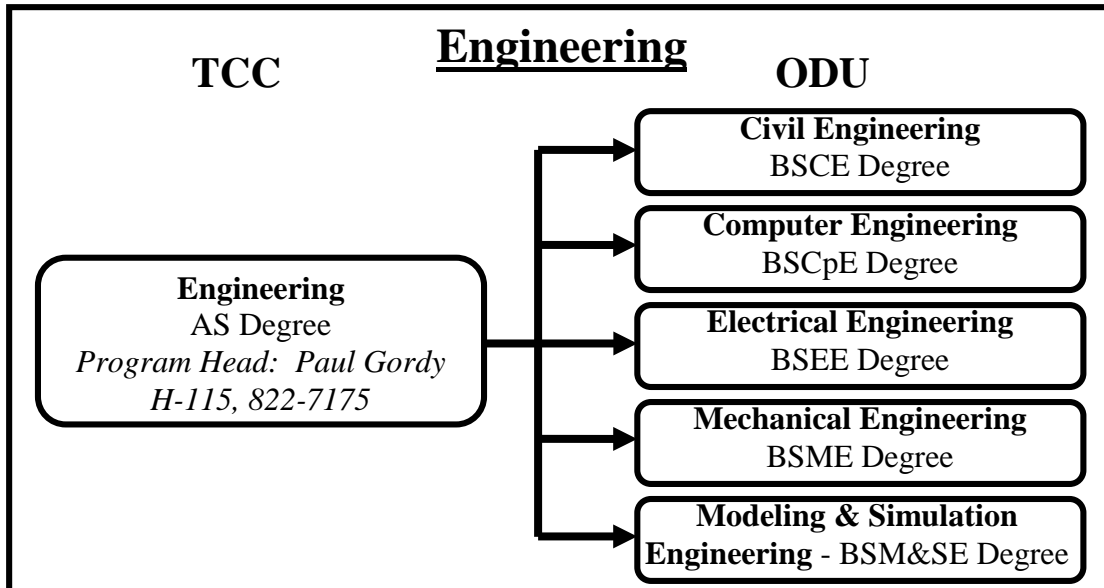 Engineering
TCC
ODU
Engineering
AS Degree
Program Head:  Paul Gordy
H-115, 822-7175
Civil Engineering
BSCE Degree
Computer Engineering
BSCpE Degree
Electrical Engineering
BSEE Degree
Mechanical Engineering
BSME Degree
Modeling & Simulation
Engineering - BSM&SE Degree